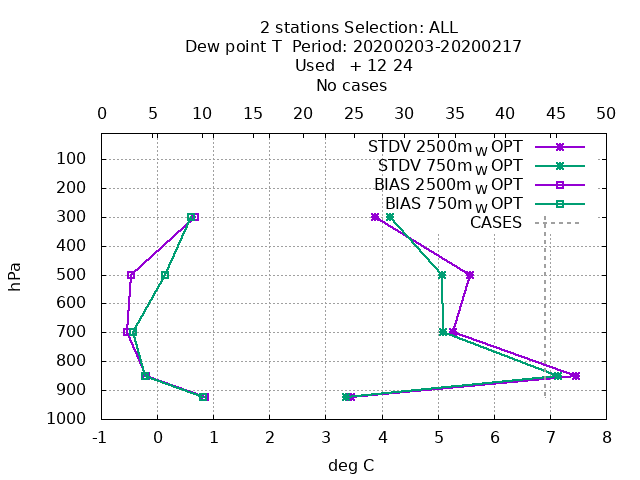 2 stations Selection: ALL
Dew point T  Period: 20200203-20200217
Used   + 12 24
No cases
0 5 10 15 20 25 30 35 40 45 50
STDV 2500m W OPT
STDV 750m W OPT
BIAS 2500m W OPT
BIAS 750m W OPT
CASES
100
200
300
400
500
600
700
800
900
1000
hPa
-1 0 1 2 3 4 5 6 7 8
deg C